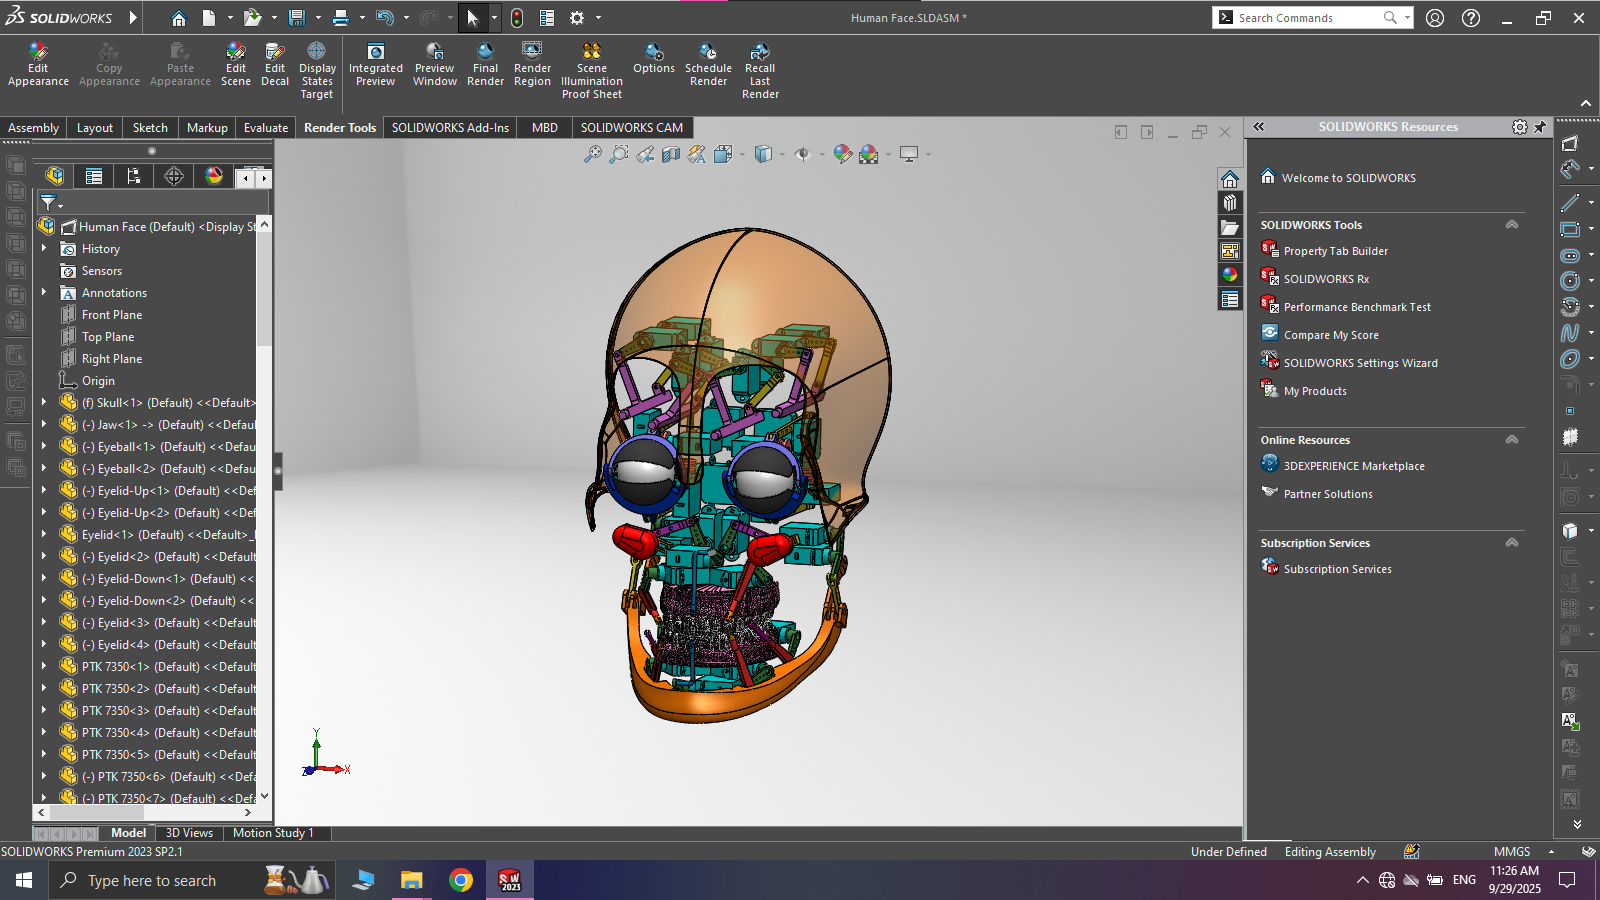 SOLIDWORKS
Human Face.SLDASM *
Search Commands
Edit Appearance
Copy Appearance
Paste Appearance
Edit Scene
Edit Decal
Display States Target
Integrated Preview
Preview Window
Final Render
Render Region
Scene Illumination Proof Sheet
Options
Schedule Render
Recall Last Render
Assembly
Layout
Sketch
Markup
Evaluate
Render Tools
SOLIDWORKS Add-Ins
MBD
SOLIDWORKS CAM
Human Face (Default) <Display St
History
Sensors
Annotations
Front Plane
Top Plane
Right Plane
Origin
(f) Skull<1> (Default) <<Default>
(-) Jaw<1> -> (Default) <<Defaul
(-) Eyeball<1> (Default) <<Defau
(-) Eyeball<2> (Default) <<Defau
(-) Eyelid-Up<1> (Default) <<Def
(-) Eyelid-Up<2> (Default) <<Def
Eyelid<1> (Default) <<Default>_
(-) Eyelid<2> (Default) <<Default
(-) Eyelid-Down<1> (Default) <<
(-) Eyelid-Down<2> (Default) <<
(-) Eyelid<3> (Default) <<Default
(-) Eyelid<4> (Default) <<Default
PTK 7350<1> (Default) <<Default
PTK 7350<2> (Default) <<Default
PTK 7350<3> (Default) <<Default
PTK 7350<4> (Default) <<Default
PTK 7350<5> (Default) <<Default
(-) PTK 7350<6> (Default) <<Defa
(-) PTK 7350<7> (Default) <<Defa
Y
X
Z
SOLIDWORKS Resources
Welcome to SOLIDWORKS
SOLIDWORKS Tools
Property Tab Builder
SOLIDWORKS Rx
Performance Benchmark Test
Compare My Score
SOLIDWORKS Settings Wizard
My Products
Online Resources
3DEXPERIENCE Marketplace
Partner Solutions
Subscription Services
Subscription Services
Model
3D Views
Motion Study 1
SOLIDWORKS Premium 2023 SP2.1
Under Defined
Editing Assembly
MMGS
Type here to search
SW 2023
ENG
11:26 AM
9/29/2025